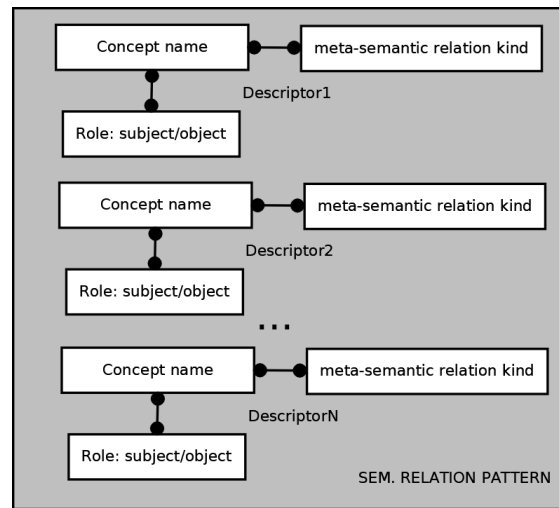 Concept name
meta-semantic relation kind
Descriptor1
Role: subject/object
Concept name
meta-semantic relation kind
Descriptor2
Role: subject/object
...
Concept name
meta-semantic relation kind
DescriptorN
Role: subject/object
SEM. RELATION PATTERN